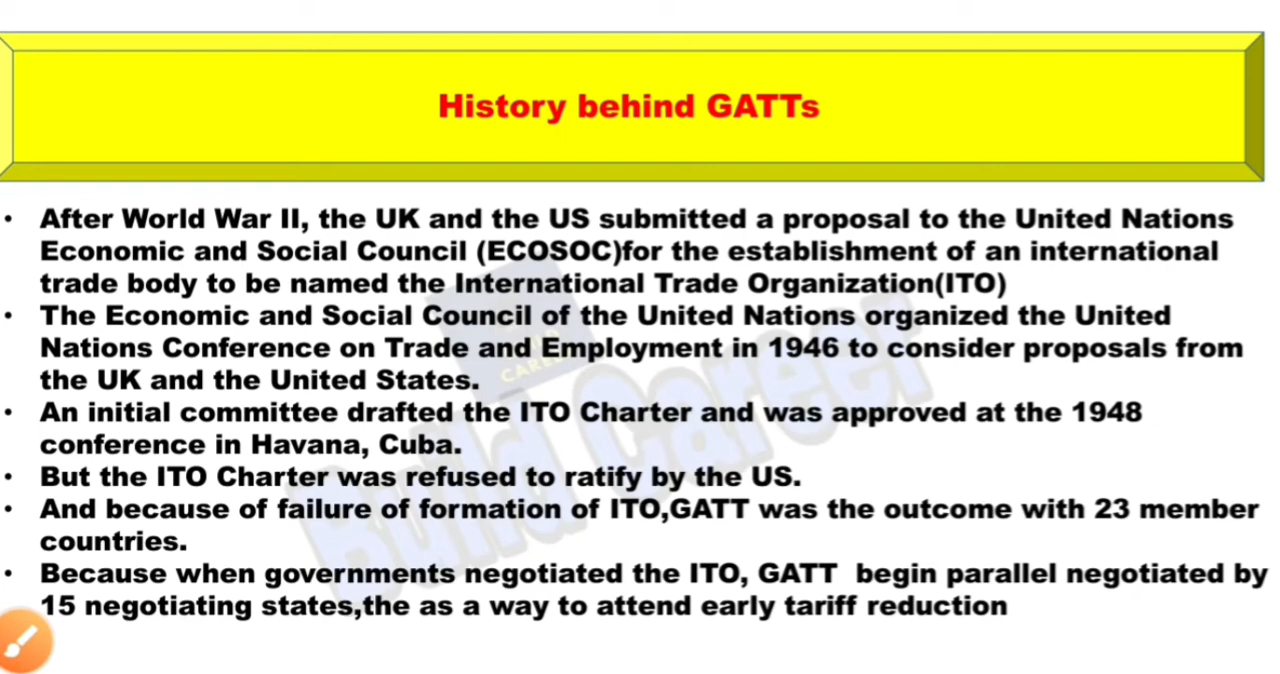 History behind GATTs
• After World War II, the UK and the US submitted a proposal to the United Nations
Economic and Social Council (ECOSOC)for the establishment of an international
trade body to be named the International Trade Organization(ITO)
• The Economic and Social Council of the United Nations organized the United
Nations Conference on Trade and Employment in 1946 to consider proposals from
the UK and the United States.
• An initial committee drafted the ITO Charter and was approved at the 1948
conference in Havana, Cuba.
• But the ITO Charter was refused to ratify by the US.
• And because of failure of formation of ITO,GATT was the outcome with 23 member
countries.
• Because when governments negotiated the ITO, GATT begin parallel negotiated by
15 negotiating states,the as a way to attend early tariff reduction
Build Career